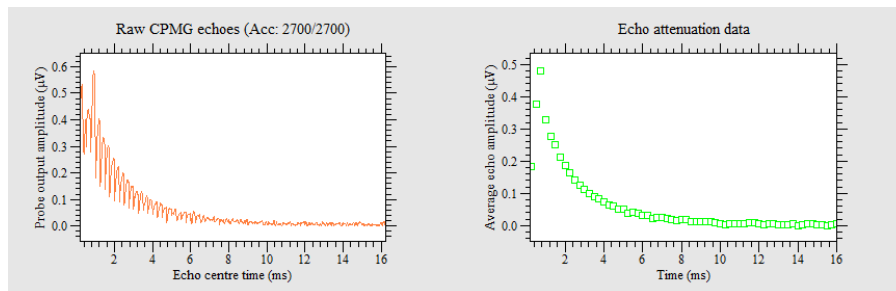 Raw CPMG echoes (Acc: 2700/2700)
Probe output amplitude (μV)
0.6
0.5
0.4
0.3
0.2
0.1
0.0
2 4 6 8 10 12 14 16
Echo centre time (ms)
Echo attenuation data
Average echo amplitude (μV)
0.5
0.4
0.3
0.2
0.1
0.0
2 4 6 8 10 12 14 16
Time (ms)